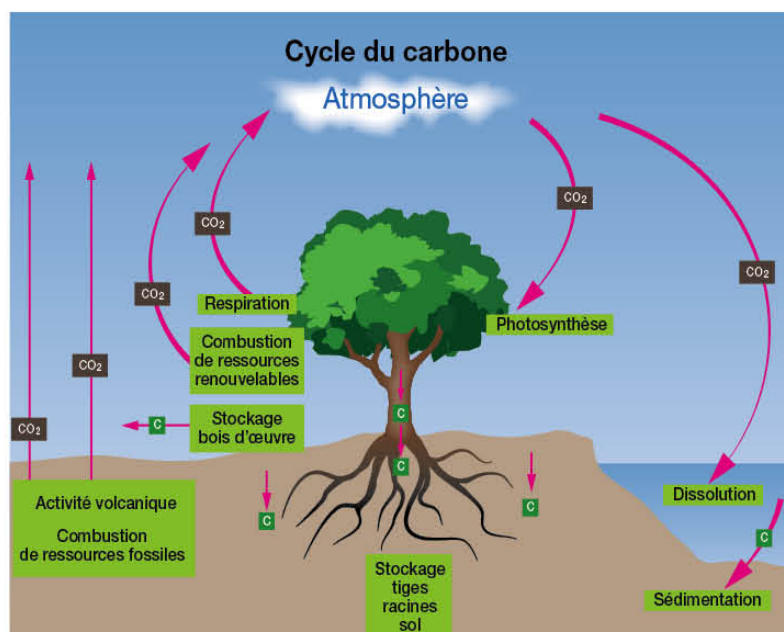 Cycle du carbone
Atmosphère
CO2
CO2
CO2
CO2
CO2
CO2
Respiration
Photosynthèse
Combustion
de ressources
renouvelables
C
Stockage
bois d'œuvre
C
C
C
C
Activité volcanique
Combustion
de ressources fossiles
Dissolution
C
Stockage
tiges
racines
sol
Sédimentation